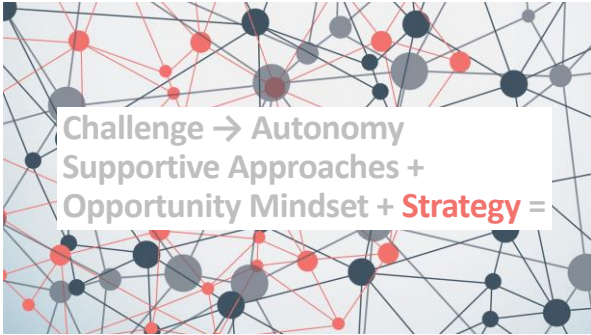 Challenge → Autonomy
Supportive Approaches +
Opportunity Mindset + Strategy =